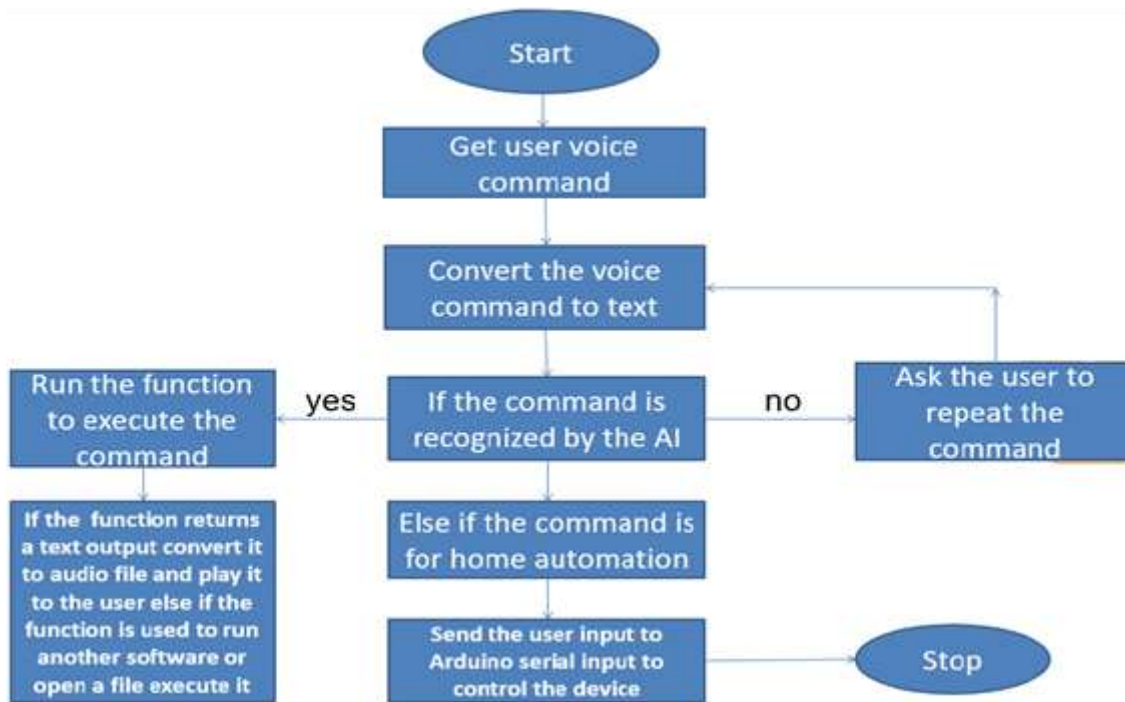 Start
Get user voice
command
Convert the voice
command to text
Run the function
to execute the
command
yes
If the command is
recognized by the AI
no
Ask the user to
repeat the
command
If the function returns
a text output convert it
to audio file and play it
to the user else if the
function is used to run
another software or
open a file execute it
Else if the command is
for home automation
Send the user input to
Arduino serial input to
control the device
Stop